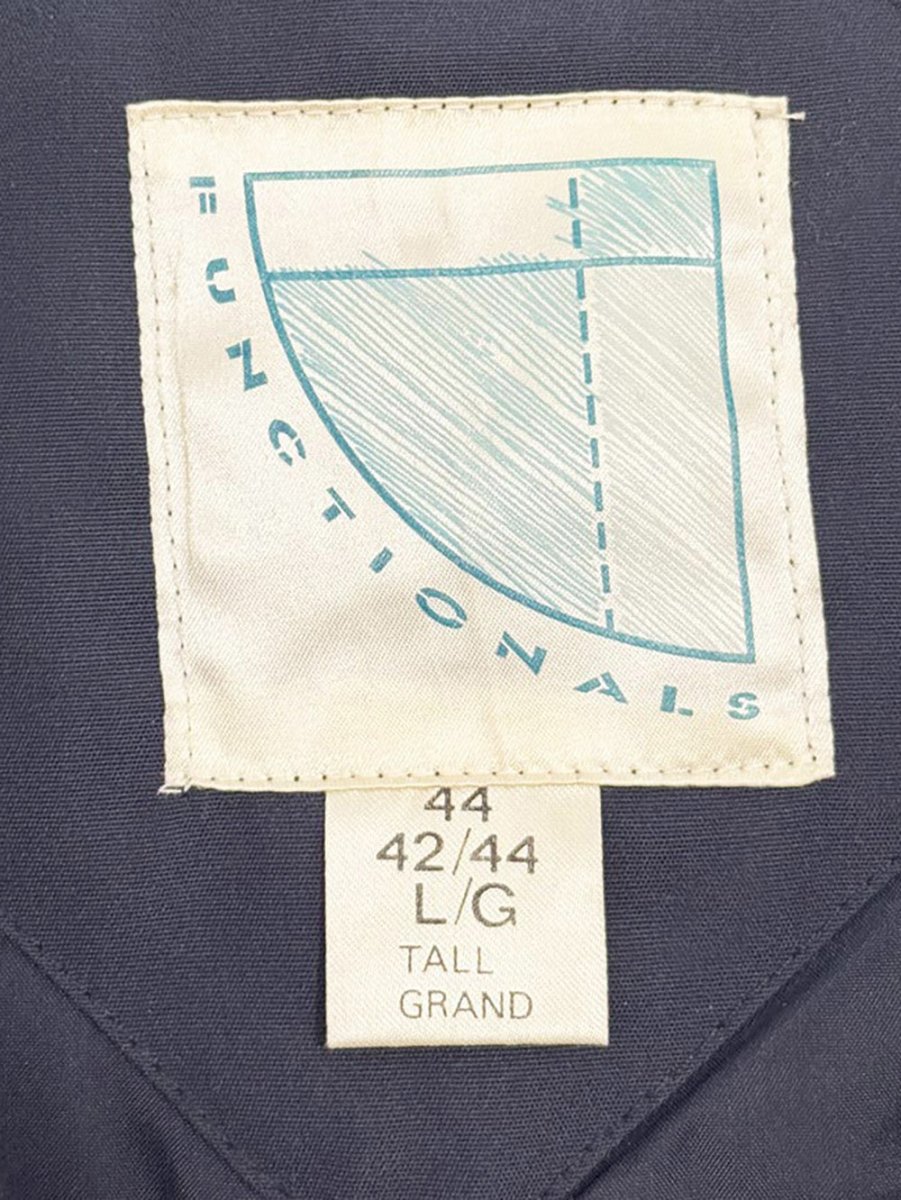 FUNCTIONALS
44
42/44
L/G
TALL
GRAND